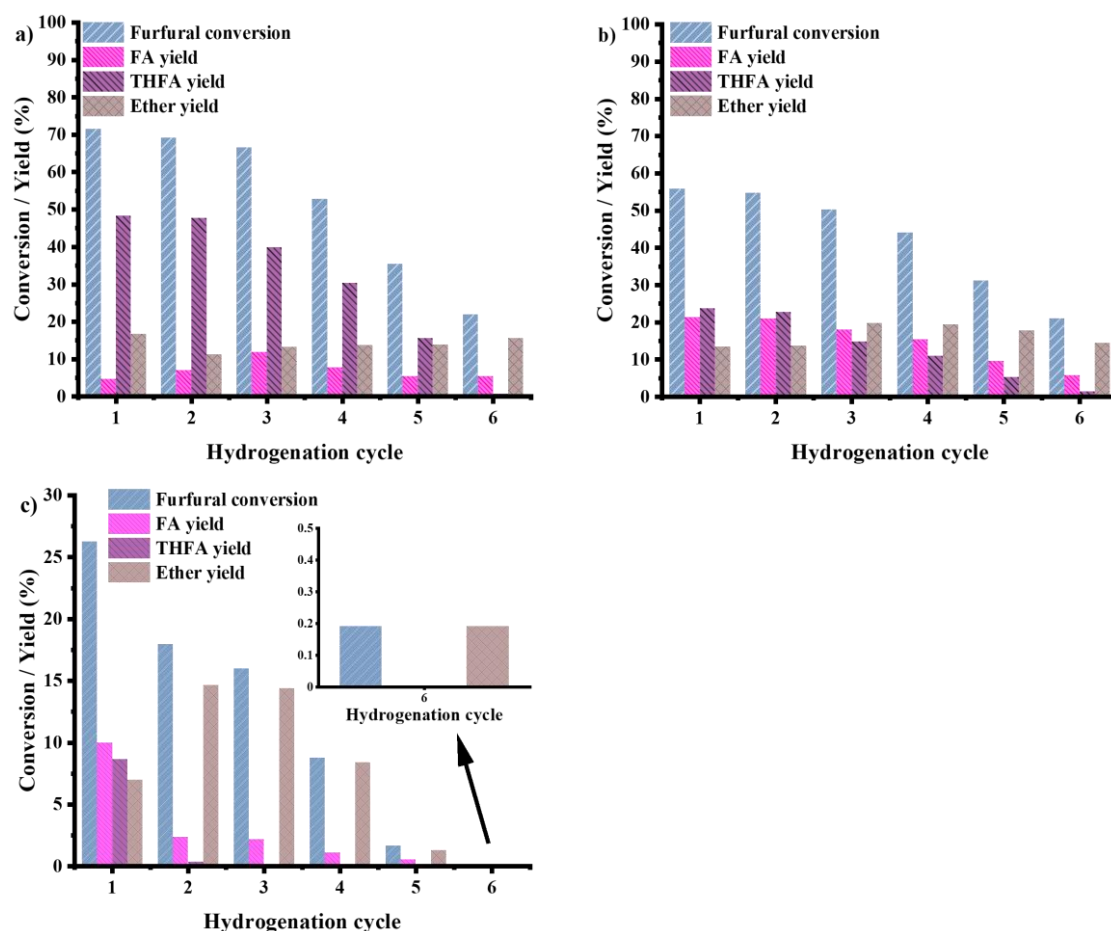 a)
Furfural conversion
FA yield
THFA yield
Ether yield
Conversion / Yield (%)
100
90
80
70
60
50
40
30
20
10
0
1 2 3 4 5 6
Hydrogenation cycle
b)
Furfural conversion
FA yield
THFA yield
Ether yield
Conversion / Yield (%)
100
90
80
70
60
50
40
30
20
10
0
1 2 3 4 5 6
Hydrogenation cycle
c)
Furfural conversion
FA yield
THFA yield
Ether yield
Conversion / Yield (%)
30
25
20
15
10
5
0
1 2 3 4 5 6
Hydrogenation cycle
0.5
0.4
0.3
0.2
0.1
0
6
Hydrogenation cycle